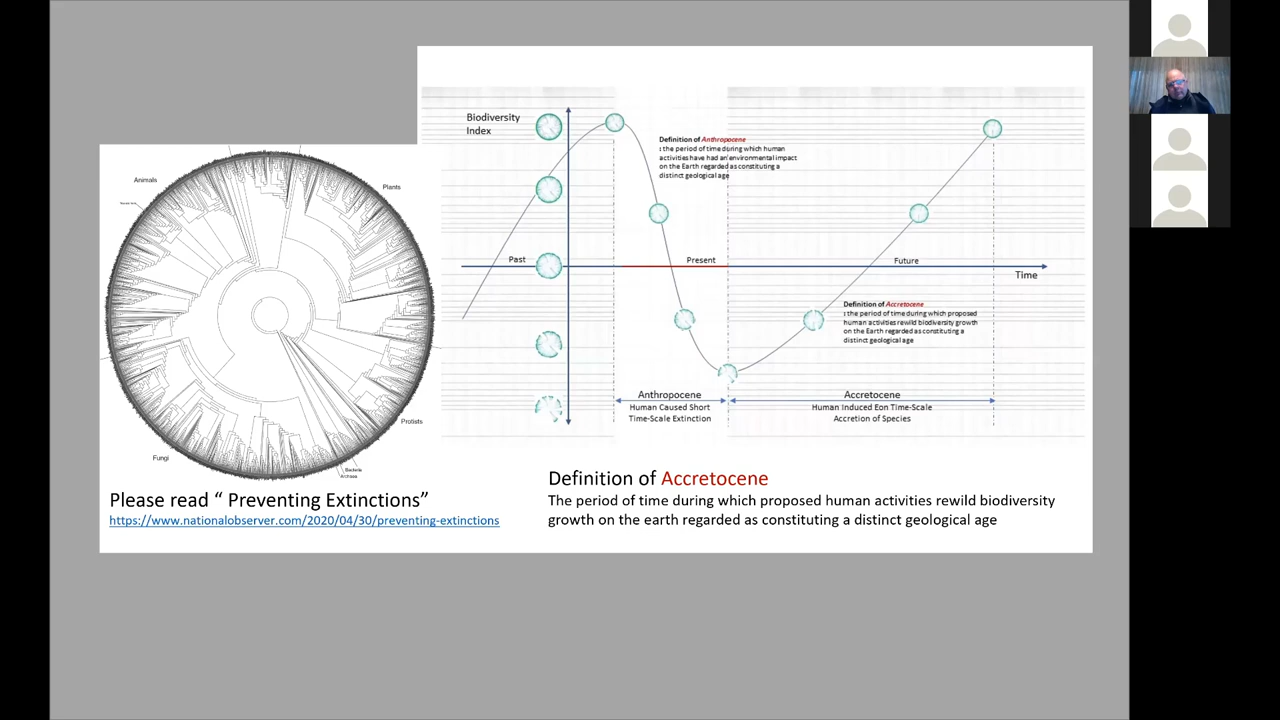 Biodiversity
Index
Definition of Anthropocene
: the period of time during which human
activities have had an environmental impact
on the Earth regarded as constituting a
distinct geological age
Past
Present
Future
Time
Definition of Accretocene
: the period of time during which proposed
human activities rewild biodiversity growth
on the Earth regarded as constituting a
distinct geological age
Anthropocene
Human Caused Short
Time-Scale Extinction
Accretocene
Human Induced Eon Time-Scale
Accretion of Species
Animals
Plants
Protists
Fungi
Bacteria
Archaea
Please read “ Preventing Extinctions”
https://www.nationalobserver.com/2020/04/30/preventing-extinctions
Definition of Accretocene
The period of time during which proposed human activities rewild biodiversity
growth on the earth regarded as constituting a distinct geological age